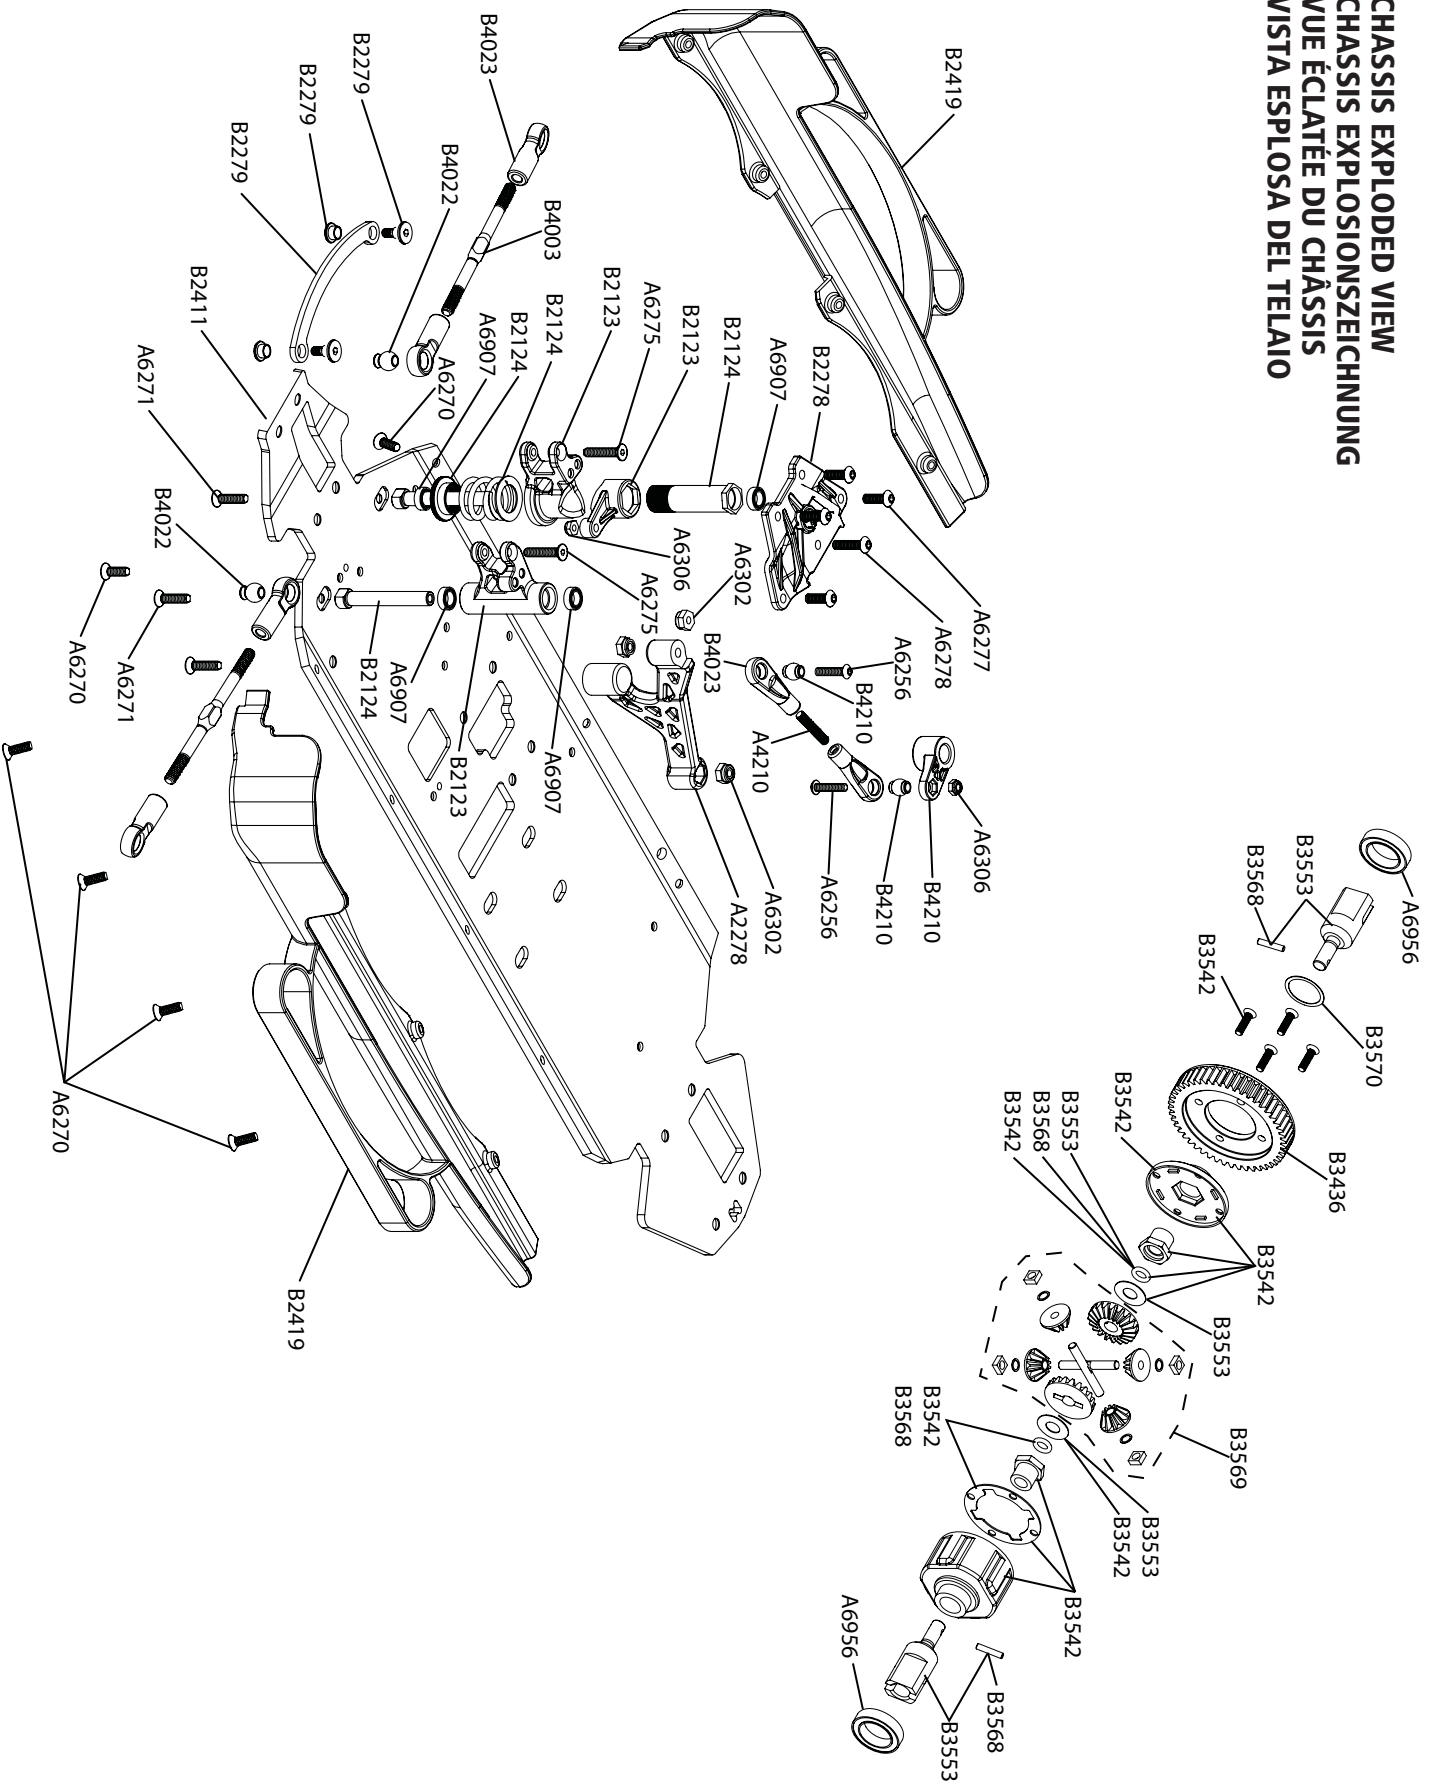 CHASSIS EXPLODED VIEW
CHASSIS EXPLOSIONSZEICHNUNG
VUE ÉCLATÉE DU CHÂSSIS
VISTA ESPLOSA DEL TELAIO
B2419
B4023
B2279
B2279
B2279
B4022
B4003
B2411
A6271
A6270
A6907
B2124
B2124
B2123
A6275
B2123
B2124
A6907
B2278
A6277
A6278
A6256
B4210
A6302
A6306
A6275
B4023
A4210
B4022
A6270
A6271
B2124
A6907
B2123
A6907
A2278
A6302
A6256
B4210
B4210
A6306
A6270
B2419
A6956
B3553
B3568
B3542
B3570
B3436
B3542
B3553
B3568
B3542
B3542
B3553
B3569
B3542
B3568
B3553
B3542
B3542
A6956
B3568
B3553